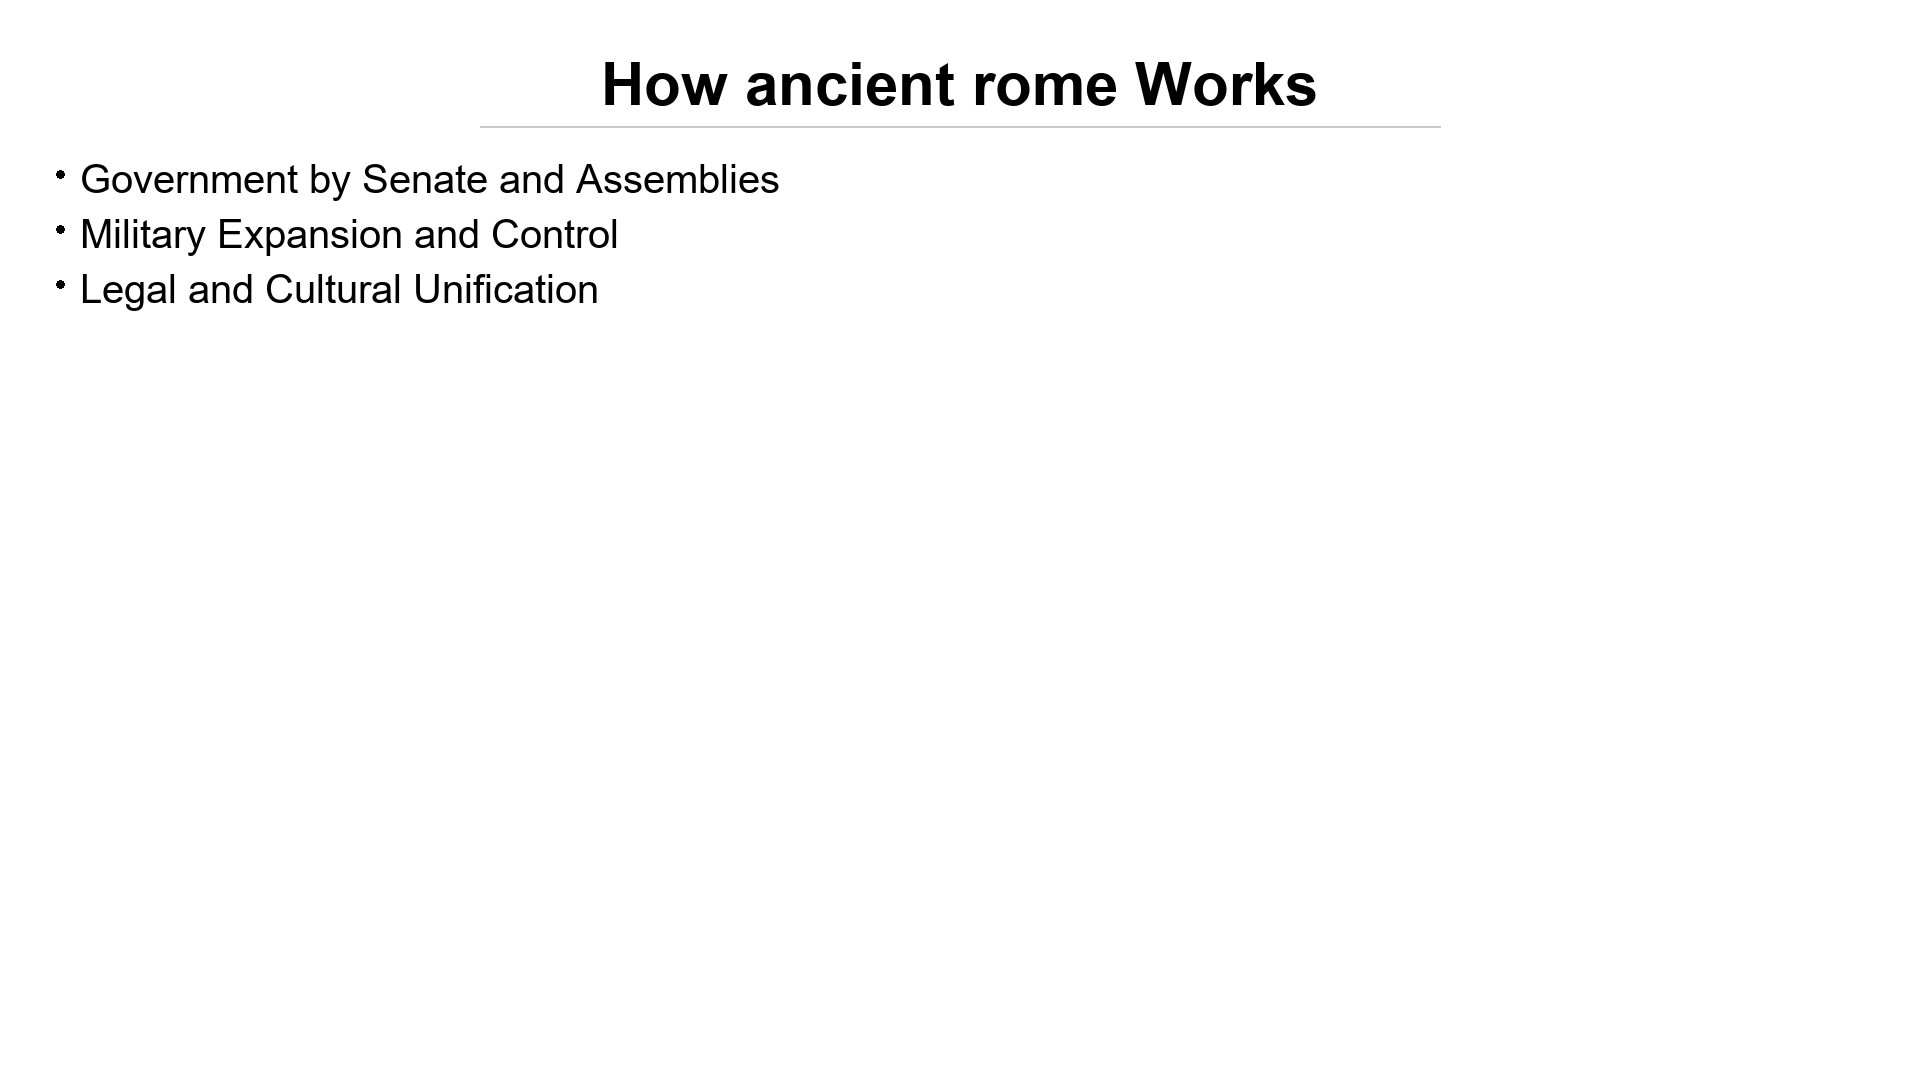 How ancient rome Works
• Government by Senate and Assemblies
• Military Expansion and Control
• Legal and Cultural Unification